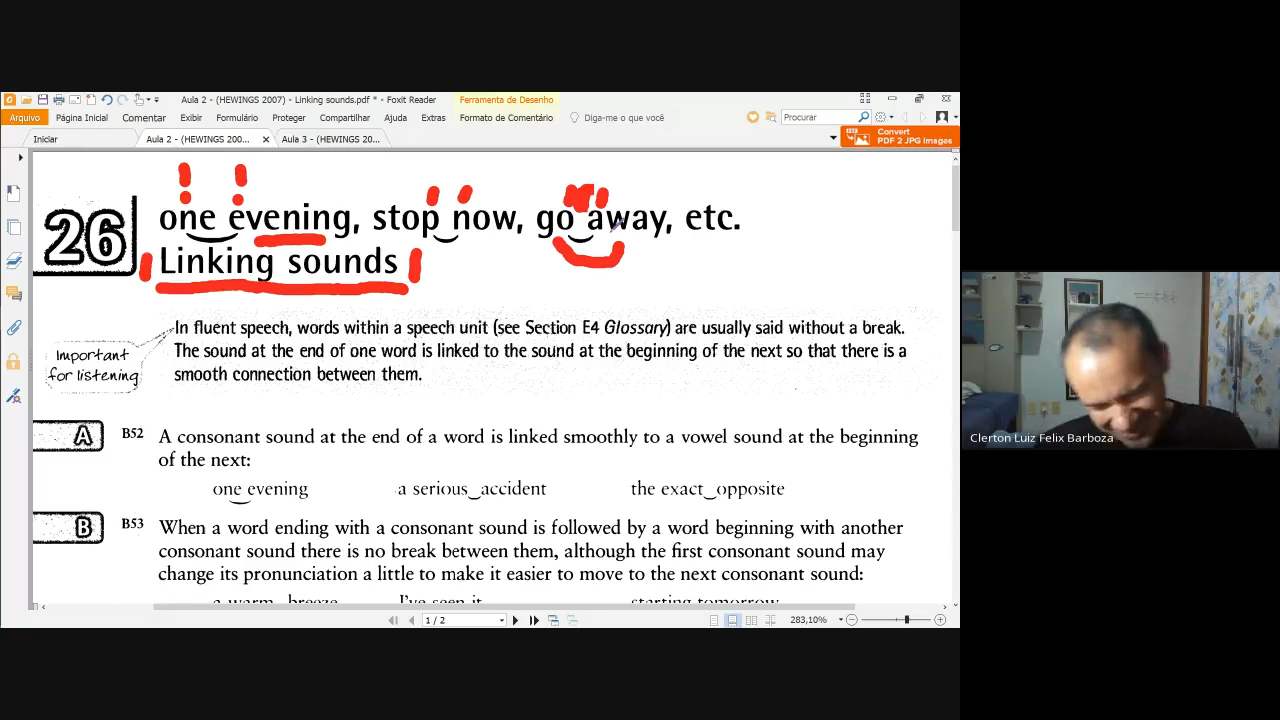 Aula 2 - (HEWINGS 2007) - Linking sounds.pdf * - Foxit Reader
Ferramenta de Desenho
Arquivo Página Inicial Comentar Exibir Formulário Proteger Compartilhar Ajuda Extras Formato de Comentário Diga-me o que você Procurar
Iniciar Aula 2 - (HEWINGS 200... Aula 3 - (HEWINGS 20...
Convert
PDF 2 JPG Images
26 one evening, stop now, go away, etc.
Linking sounds
In fluent speech, words within a speech unit (see Section E4 Glossary) are usually said without a break.
The sound at the end of one word is linked to the sound at the beginning of the next so that there is a
smooth connection between them.
Important
for listening
A B52 A consonant sound at the end of a word is linked smoothly to a vowel sound at the beginning
of the next:
one evening a serious accident the exact opposite
B B53 When a word ending with a consonant sound is followed by a word beginning with another
consonant sound there is no break between them, although the first consonant sound may
change its pronunciation a little to make it easier to move to the next consonant sound:
a warm breeze I've seen it starting tomorrow
1 / 2 283,10%
Clerton Luiz Felix Barboza